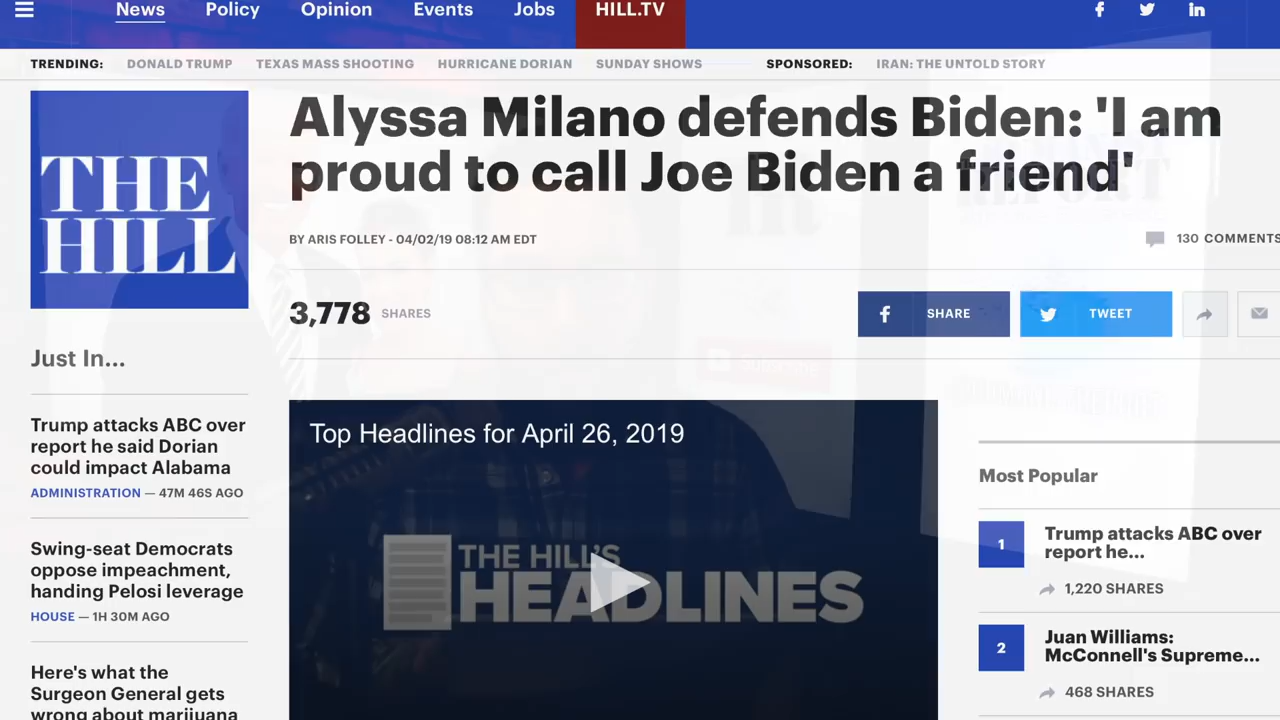 News Policy Opinion Events Jobs HILL.TV
TRENDING: DONALD TRUMP TEXAS MASS SHOOTING HURRICANE DORIAN SUNDAY SHOWS SPONSORED: IRAN: THE UNTOLD STORY
THE
HILL
Alyssa Milano defends Biden: 'I am
proud to call Joe Biden a friend'
BY ARIS FOLLEY - 04/02/19 08:12 AM EDT
130 COMMENTS
3,778 SHARES
SHARE
TWEET
Just In...
Trump attacks ABC over
report he said Dorian
could impact Alabama
ADMINISTRATION — 47M 46S AGO
Swing-seat Democrats
oppose impeachment,
handing Pelosi leverage
HOUSE — 1H 30M AGO
Here's what the
Surgeon General gets
wrong about marijuana
Top Headlines for April 26, 2019
THE HILL'S
HEADLINES
Most Popular
1
Trump attacks ABC over
report he...
1,220 SHARES
2
Juan Williams:
McConnell's Supreme...
468 SHARES